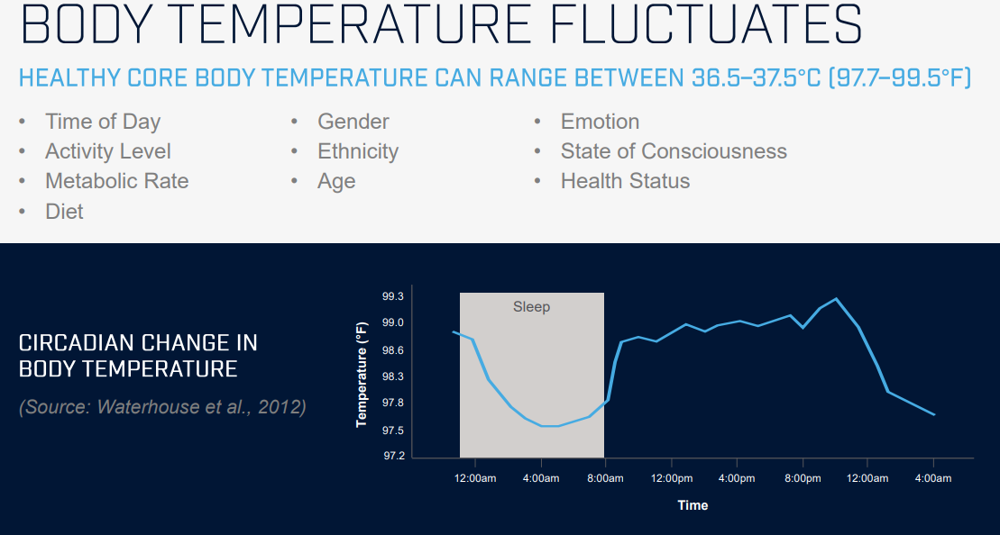 BODY TEMPERATURE FLUCTUATES
HEALTHY CORE BODY TEMPERATURE CAN RANGE BETWEEN 36.5–37.5°C (97.7–99.5°F)
• Time of Day
• Activity Level
• Metabolic Rate
• Diet
• Gender
• Ethnicity
• Age
• Emotion
• State of Consciousness
• Health Status
CIRCADIAN CHANGE IN
BODY TEMPERATURE
(Source: Waterhouse et al., 2012)
Temperature (°F)
99.3
99.0
98.6
98.3
97.8
97.5
97.2
Sleep
12:00am 4:00am 8:00am 12:00pm 4:00pm 8:00pm 12:00am 4:00am
Time